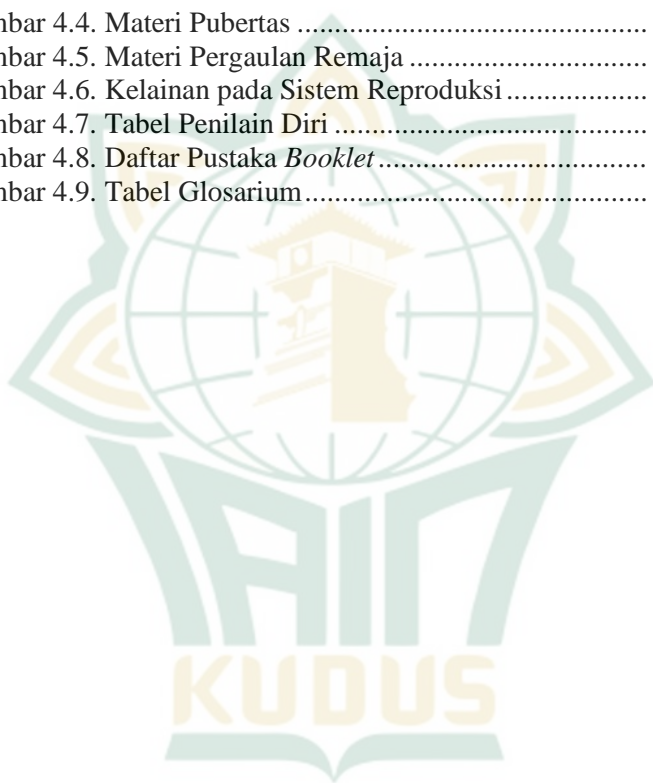 mbar 4.4. Materi Pubertas ...............................................
mbar 4.5. Materi Pergaulan Remaja ................................
mbar 4.6. Kelainan pada Sistem Reproduksi ...................
mbar 4.7. Tabel Penilain Diri ..........................................
mbar 4.8. Daftar Pustaka Booklet ....................................
mbar 4.9. Tabel Glosarium ..............................................
IAIN
KUDUS